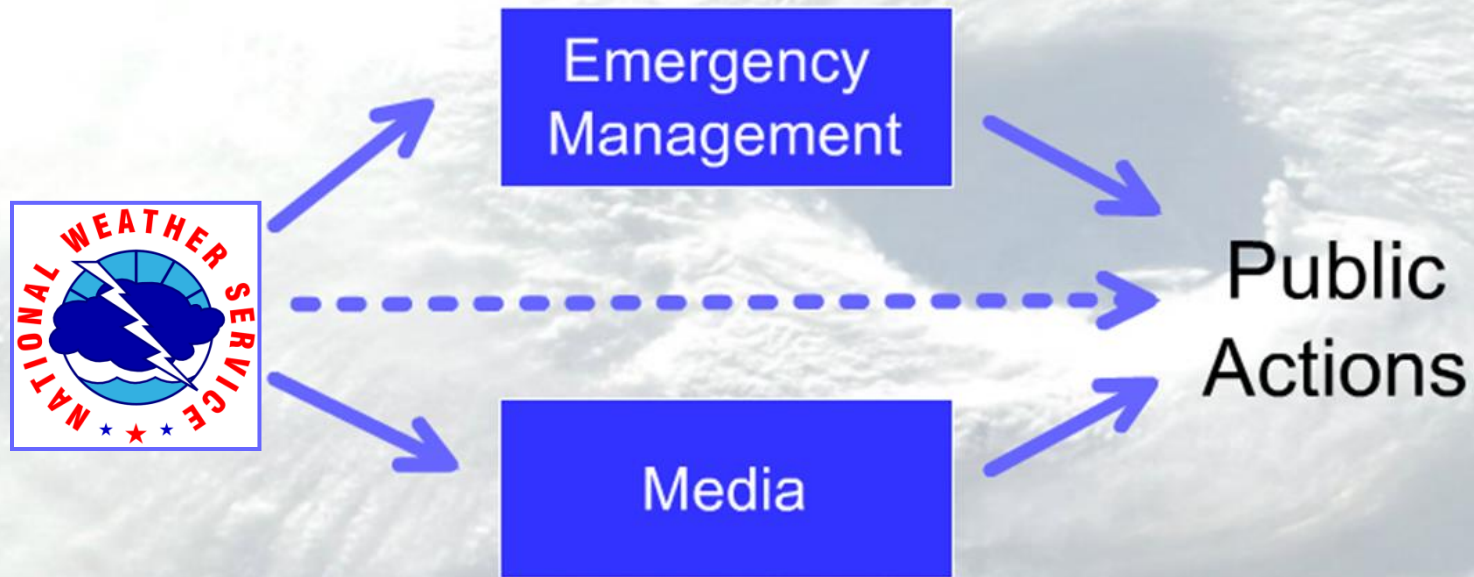 Emergency
Management
NATIONAL WEATHER SERVICE
Public
Actions
Media